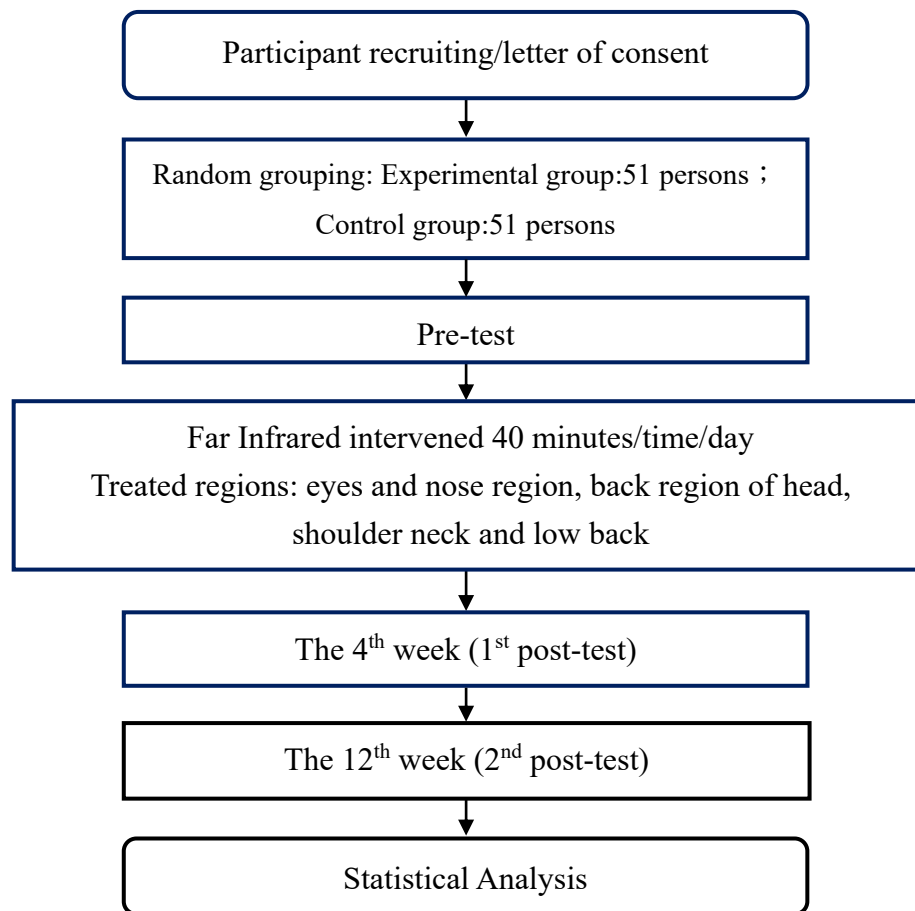 Participant recruiting/letter of consent
Random grouping: Experimental group:51 persons；
Control group:51 persons
Pre-test
Far Infrared intervened 40 minutes/time/day
Treated regions: eyes and nose region, back region of head,
shoulder neck and low back
The 4th week (1st post-test)
The 12th week (2nd post-test)
Statistical Analysis